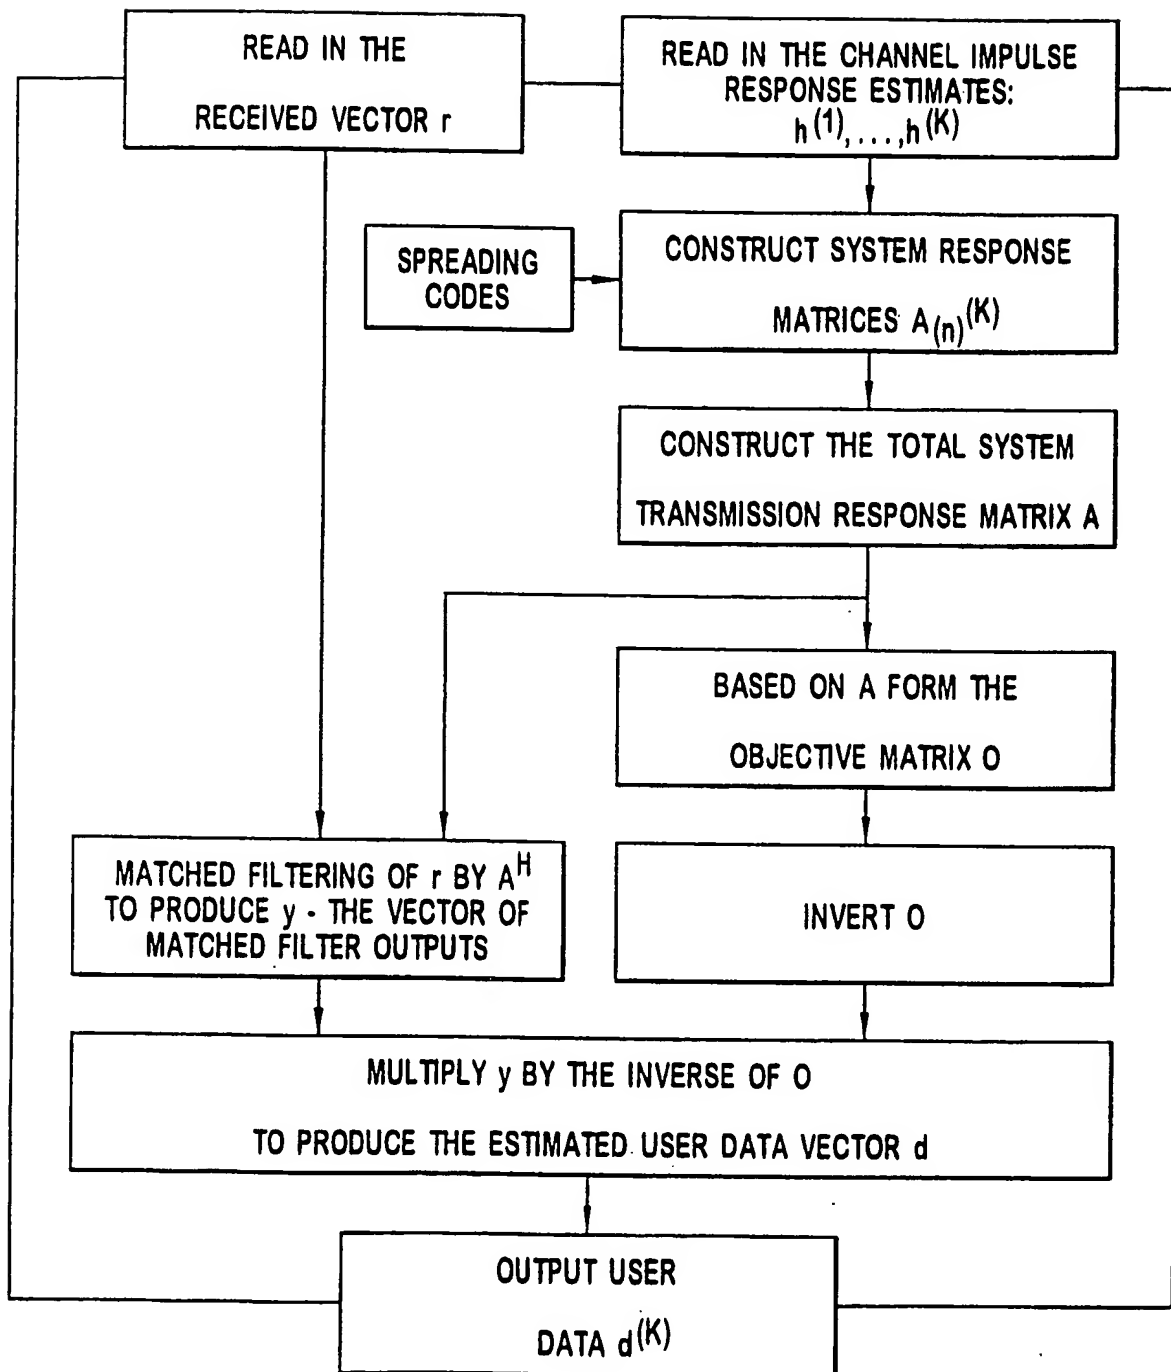 READ IN THE
RECEIVED VECTOR r
READ IN THE CHANNEL IMPULSE
RESPONSE ESTIMATES:
h(1),...,h(K)
SPREADING
CODES
CONSTRUCT SYSTEM RESPONSE
MATRICES A(n)(K)
CONSTRUCT THE TOTAL SYSTEM
TRANSMISSION RESPONSE MATRIX A
BASED ON A FORM THE
OBJECTIVE MATRIX O
MATCHED FILTERING OF r BY AH
TO PRODUCE y - THE VECTOR OF
MATCHED FILTER OUTPUTS
INVERT O
MULTIPLY y BY THE INVERSE OF O
TO PRODUCE THE ESTIMATED USER DATA VECTOR d
OUTPUT USER
DATA d(K)